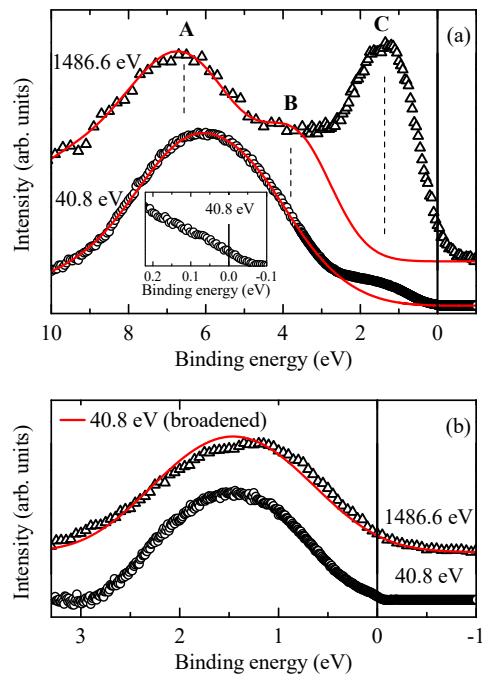 A
C
(a)
1486.6 eV
B
40.8 eV
40.8 eV
0.2 0.1 0.0 -0.1
Binding energy (eV)
Intensity (arb. units)
10 8 6 4 2 0
Binding energy (eV)
40.8 eV (broadened)
(b)
1486.6 eV
40.8 eV
Intensity (arb. units)
3 2 1 0 -1
Binding energy (eV)